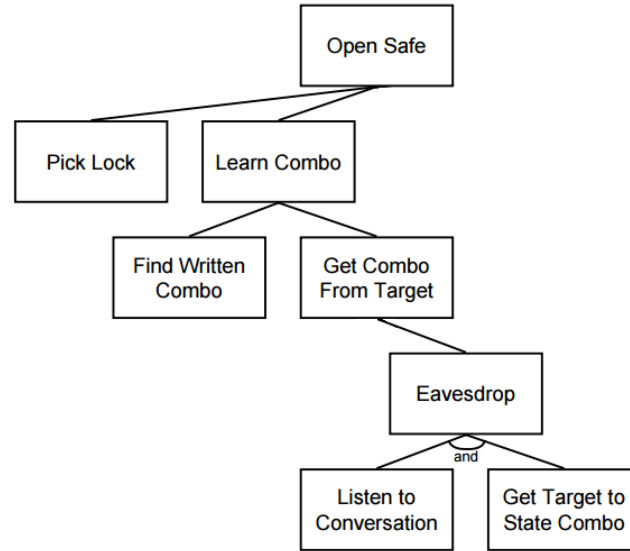 Open Safe
Pick Lock
Learn Combo
Find Written
Combo
Get Combo
From Target
Eavesdrop
and
Listen to
Conversation
Get Target to
State Combo